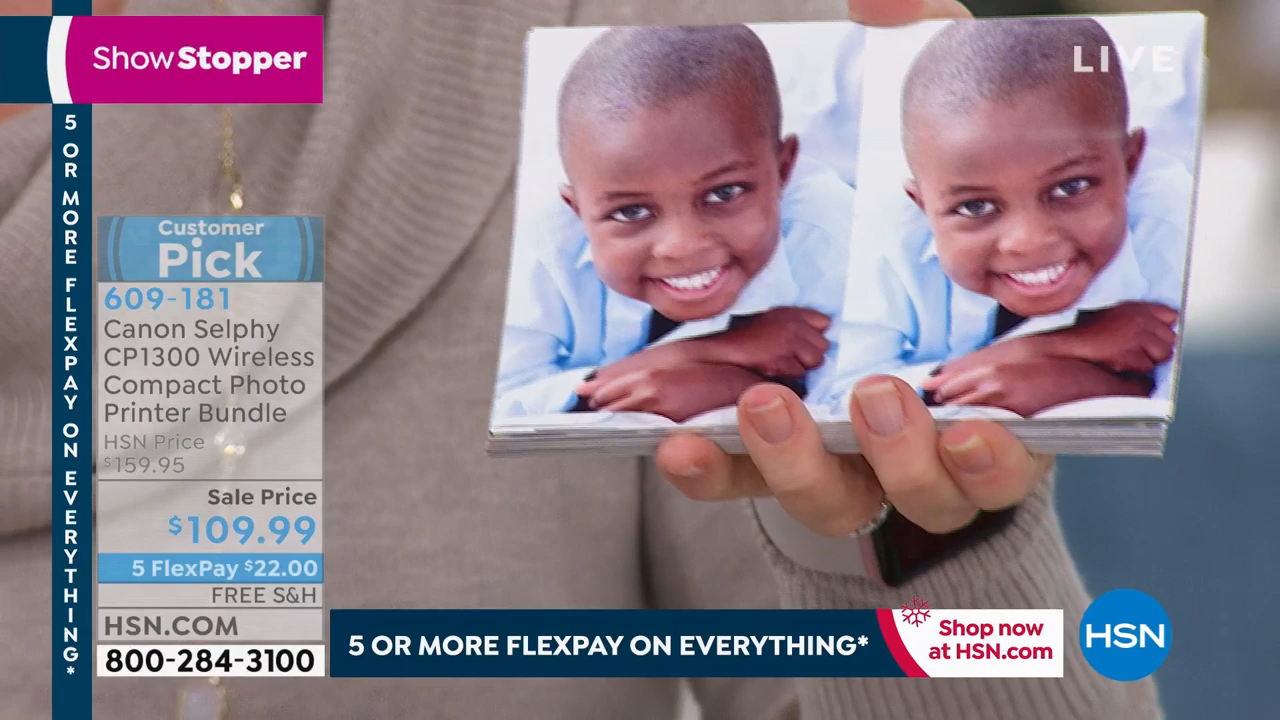 ShowStopper
LIVE
5 OR MORE FLEXPAY ON EVERYTHING*
Customer
Pick
609-181
Canon Selphy
CP1300 Wireless
Compact Photo
Printer Bundle
HSN Price
$159.95
Sale Price
$109.99
5 FlexPay $22.00
FREE S&H
HSN.COM
800-284-3100
5 OR MORE FLEXPAY ON EVERYTHING*
Shop now
at HSN.com
HSN